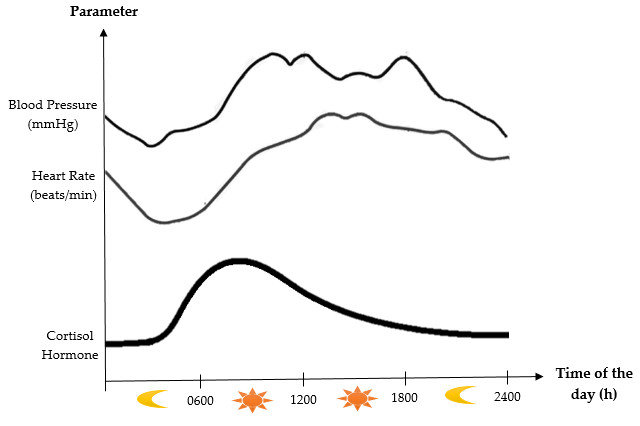 Parameter
Blood Pressure
(mmHg)
Heart Rate
(beats/min)
Cortisol
Hormone
0600
1200
1800
2400
Time of the
day (h)